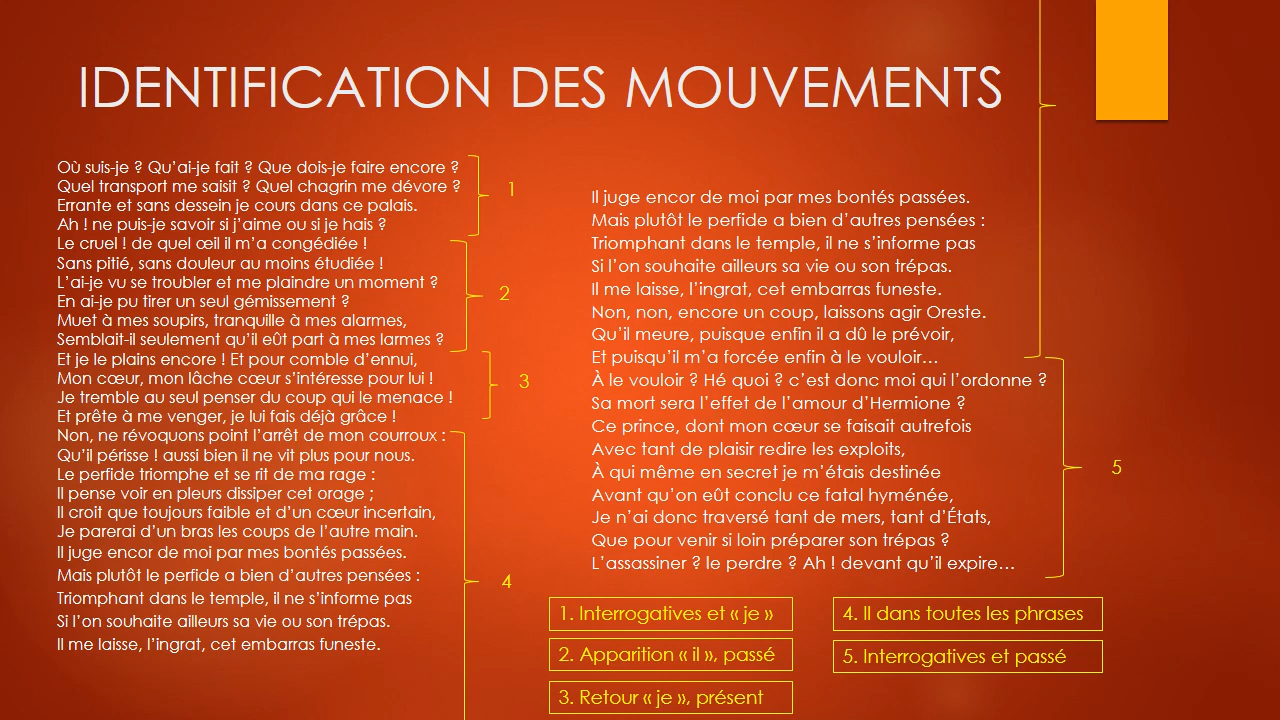 IDENTIFICATION DES MOUVEMENTS
Où suis-je ? Qu’ai-je fait ? Que dois-je faire encore ?
Quel transport me saisit ? Quel chagrin me dévore ?
Errante et sans dessein je cours dans ce palais.
Ah ! ne puis-je savoir si j’aime ou si je hais ?
Le cruel ! de quel œil il m’a congédiée !
Sans pitié, sans douleur au moins étudiée !
L’ai-je vu se troubler et me plaindre un moment ?
En ai-je pu tirer un seul gémissement ?
Muet à mes soupirs, tranquille à mes alarmes,
Semblait-il seulement qu’il eût part à mes larmes ?
Et je le plains encore ! Et pour comble d’ennui,
Mon cœur, mon lâche cœur s’intéresse pour lui !
Je tremble au seul penser du coup qui le menace !
Et prête à me venger, je lui fais déjà grâce !
Non, ne révoquons point l’arrêt de mon courroux :
Qu’il périsse ! aussi bien il ne vit plus pour nous.
Le perfide triomphe et se rit de ma rage :
Il pense voir en pleurs dissiper cet orage ;
Il croit que toujours faible et d’un cœur incertain,
Je parerai d’un bras les coups de l’autre main.
Il juge encor de moi par mes bontés passées.
Mais plutôt le perfide a bien d’autres pensées :
Triomphant dans le temple, il ne s’informe pas
Si l’on souhaite ailleurs sa vie ou son trépas.
Il me laisse, l’ingrat, cet embarras funeste.
1
2
3
4
Il juge encor de moi par mes bontés passées.
Mais plutôt le perfide a bien d’autres pensées :
Triomphant dans le temple, il ne s’informe pas
Si l’on souhaite ailleurs sa vie ou son trépas.
Il me laisse, l’ingrat, cet embarras funeste.
Non, non, encore un coup, laissons agir Oreste.
Qu’il meure, puisque enfin il a dû le prévoir,
Et puisqu’il m’a forcée enfin à le vouloir…
À le vouloir ? Hé quoi ? c’est donc moi qui l’ordonne ?
Sa mort sera l’effet de l’amour d’Hermione ?
Ce prince, dont mon cœur se faisait autrefois
Avec tant de plaisir redire les exploits,
À qui même en secret je m’étais destinée
Avant qu’on eût conclu ce fatal hyménée,
Je n’ai donc traversé tant de mers, tant d’États,
Que pour venir si loin préparer son trépas ?
L’assassiner ? le perdre ? Ah ! devant qu’il expire…
5
1. Interrogatives et « je »
2. Apparition « il », passé
3. Retour « je », présent
4. Il dans toutes les phrases
5. Interrogatives et passé